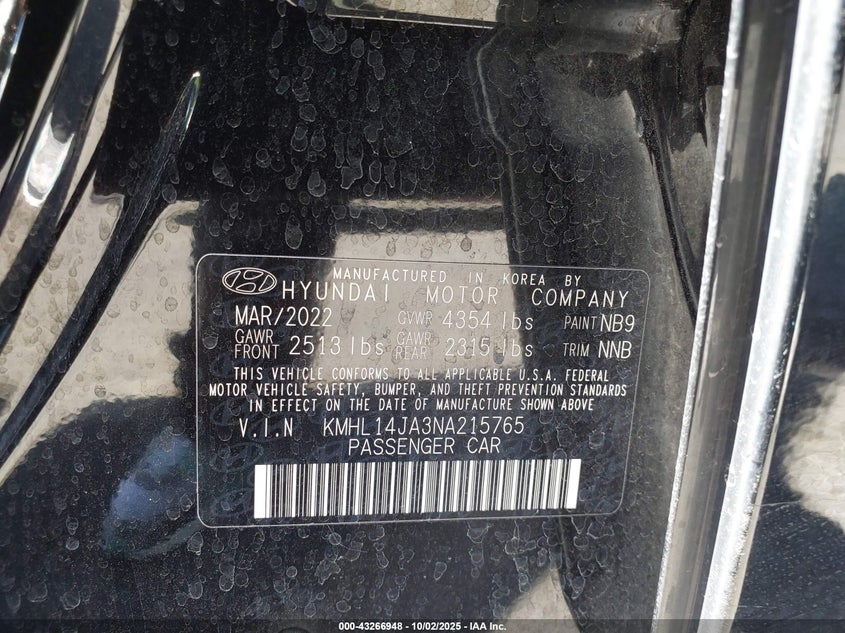 MANUFACTURED IN KOREA BY
HYUNDAI MOTOR COMPANY
MAR/2022 GVWR 4354 lbs PAINT NB9
GAWR FRONT 2513 lbs GAWR REAR 2315 lbs TRIM NNB
THIS VEHICLE CONFORMS TO ALL APPLICABLE U.S.A. FEDERAL
MOTOR VEHICLE SAFETY, BUMPER, AND THEFT PREVENTION STANDARDS
IN EFFECT ON THE DATE OF MANUFACTURE SHOWN ABOVE
V.I.N KMHL14JA3NA215765
PASSENGER CAR
000-43266948 - 10/02/2025 - IAA Inc.